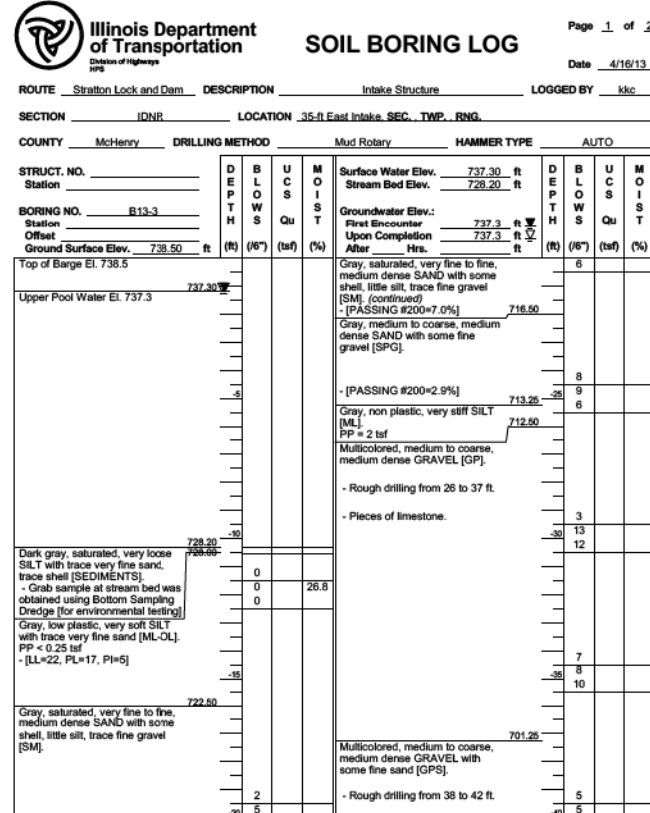 Illinois Department
of Transportation
Division of Highways
HPS
SOIL BORING LOG
Page 1 of 2
Date 4/16/13
ROUTE Stratton Lock and Dam DESCRIPTION Intake Structure LOGGED BY kkc
SECTION IDNR LOCATION 35-ft East Intake, SEC. , TWP. , RNG.
COUNTY McHenry DRILLING METHOD Mud Rotary HAMMER TYPE AUTO
STRUCT. NO.
Station
BORING NO. B13-3
Station
Offset
Ground Surface Elev. 738.50 ft
DEPTH (ft)
BLOWS (/6")
UCS Qu (tsf)
MOIST (%)
Surface Water Elev. 737.30 ft
Stream Bed Elev. 728.20 ft
Groundwater Elev.:
First Encounter 737.3 ft
Upon Completion 737.3 ft
After Hrs. ft
DEPTH (ft)
BLOWS (/6")
UCS Qu (tsf)
MOIST (%)
Top of Barge El. 738.5
737.30
Upper Pool Water El. 737.3
-5
-10
728.20
728.00
Dark gray, saturated, very loose
SILT with trace very fine sand,
trace shell [SEDIMENTS].
- Grab sample at stream bed was
obtained using Bottom Sampling
Dredge [for environmental testing]
0
0 26.8
0
Gray, low plastic, very soft SILT
with trace very fine sand [ML-OL].
PP < 0.25 tsf
- [LL=22, PL=17, PI=5]
-15
722.50
Gray, saturated, very fine to fine,
medium dense SAND with some
shell, little silt, trace fine gravel
[SM].
2
-20 5
Gray, saturated, very fine to fine,
medium dense SAND with some
shell, little silt, trace fine gravel
[SM]. (continued)
- [PASSING #200=7.0%] 716.50
6
Gray, medium to coarse, medium
dense SAND with some fine
gravel [SPG].
8
- [PASSING #200=2.9%] -25 9
713.25 6
Gray, non plastic, very stiff SILT
[ML]. 712.50
PP = 2 tsf
Multicolored, medium to coarse,
medium dense GRAVEL [GP].
- Rough drilling from 26 to 37 ft.
- Pieces of limestone. 3
-30 13
12
7
-35 8
10
701.25
Multicolored, medium to coarse,
medium dense GRAVEL with
some fine sand [GPS].
- Rough drilling from 38 to 42 ft. 5
-40 5